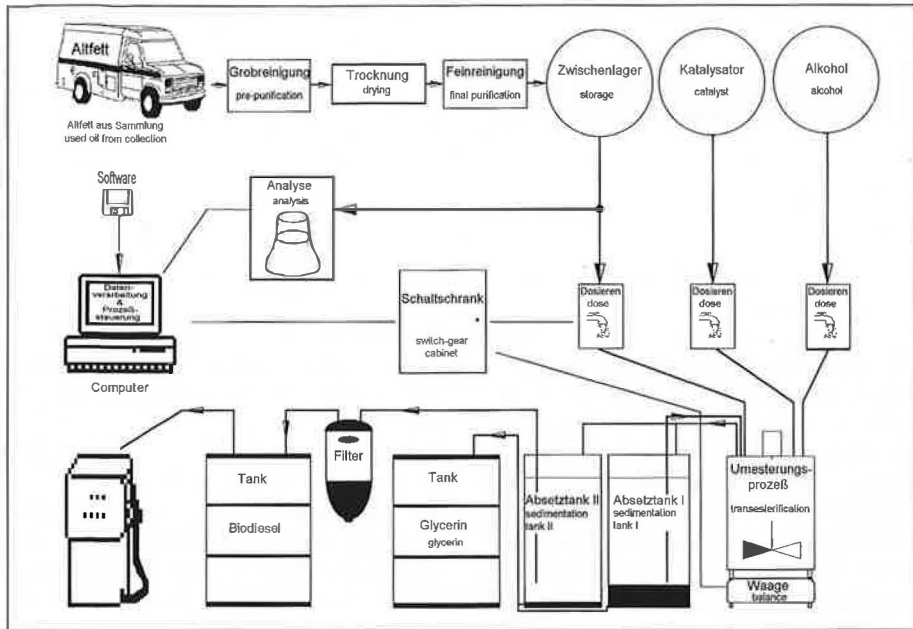 Altfett
Altfett aus Sammlung
used oil from collection
Grobreinigung
pre-purification
Trocknung
drying
Feinreinigung
final purification
Zwischenlager
storage
Katalysator
catalyst
Alkohol
alcohol
Software
Analyse
analysis
Daten-
verarbeitung
&
Prozeß-
steuerung
Computer
Schaltschrank
switch-gear
cabinet
Dosieren
dose
Dosieren
dose
Dosieren
dose
Tank
Biodiesel
Filter
Tank
Glycerin
glycerin
Absetztank II
sedimentation
tank II
Absetztank I
sedimentation
tank I
Umesterungs-
prozeß
transesterification
Waage
balance